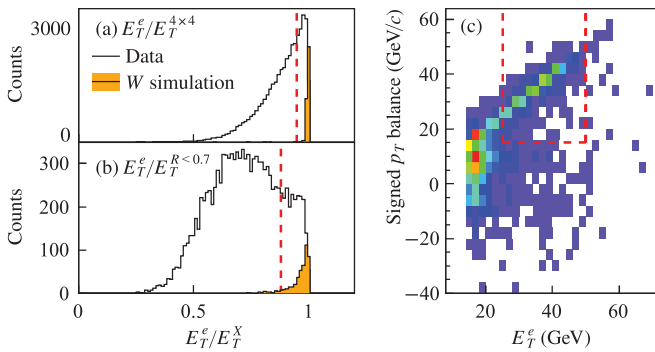 3000
(a) E_T^e/E_T^{4×4}
Data
W simulation
Counts
0
300
(b) E_T^e/E_T^{R<0.7}
200
Counts
100
0
0 0.5 1
E_T^e/E_T^X
(c)
60
40
20
0
-20
-40
Signed p_T balance (GeV/c)
20 40 60
E_T^e (GeV)